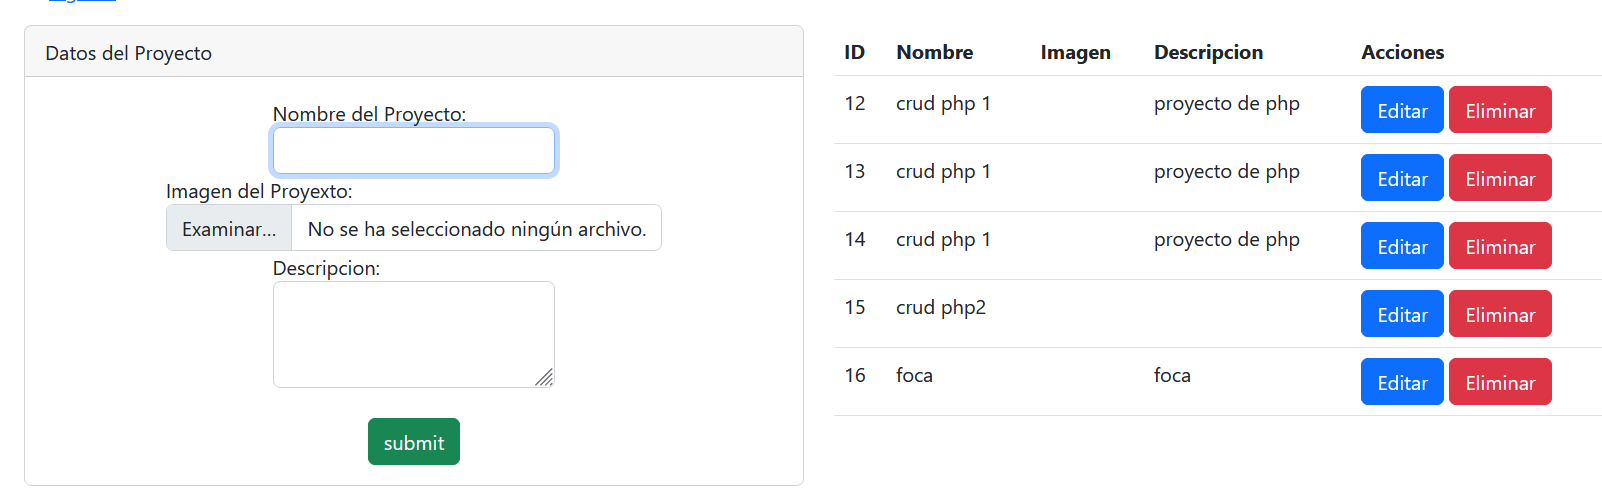 Datos del Proyecto
Nombre del Proyecto:
Imagen del Proyexto:
Examinar... No se ha seleccionado ningún archivo.
Descripcion:
submit
ID Nombre Imagen Descripcion Acciones
12 crud php 1 proyecto de php Editar Eliminar
13 crud php 1 proyecto de php Editar Eliminar
14 crud php 1 proyecto de php Editar Eliminar
15 crud php2 Editar Eliminar
16 foca foca Editar Eliminar